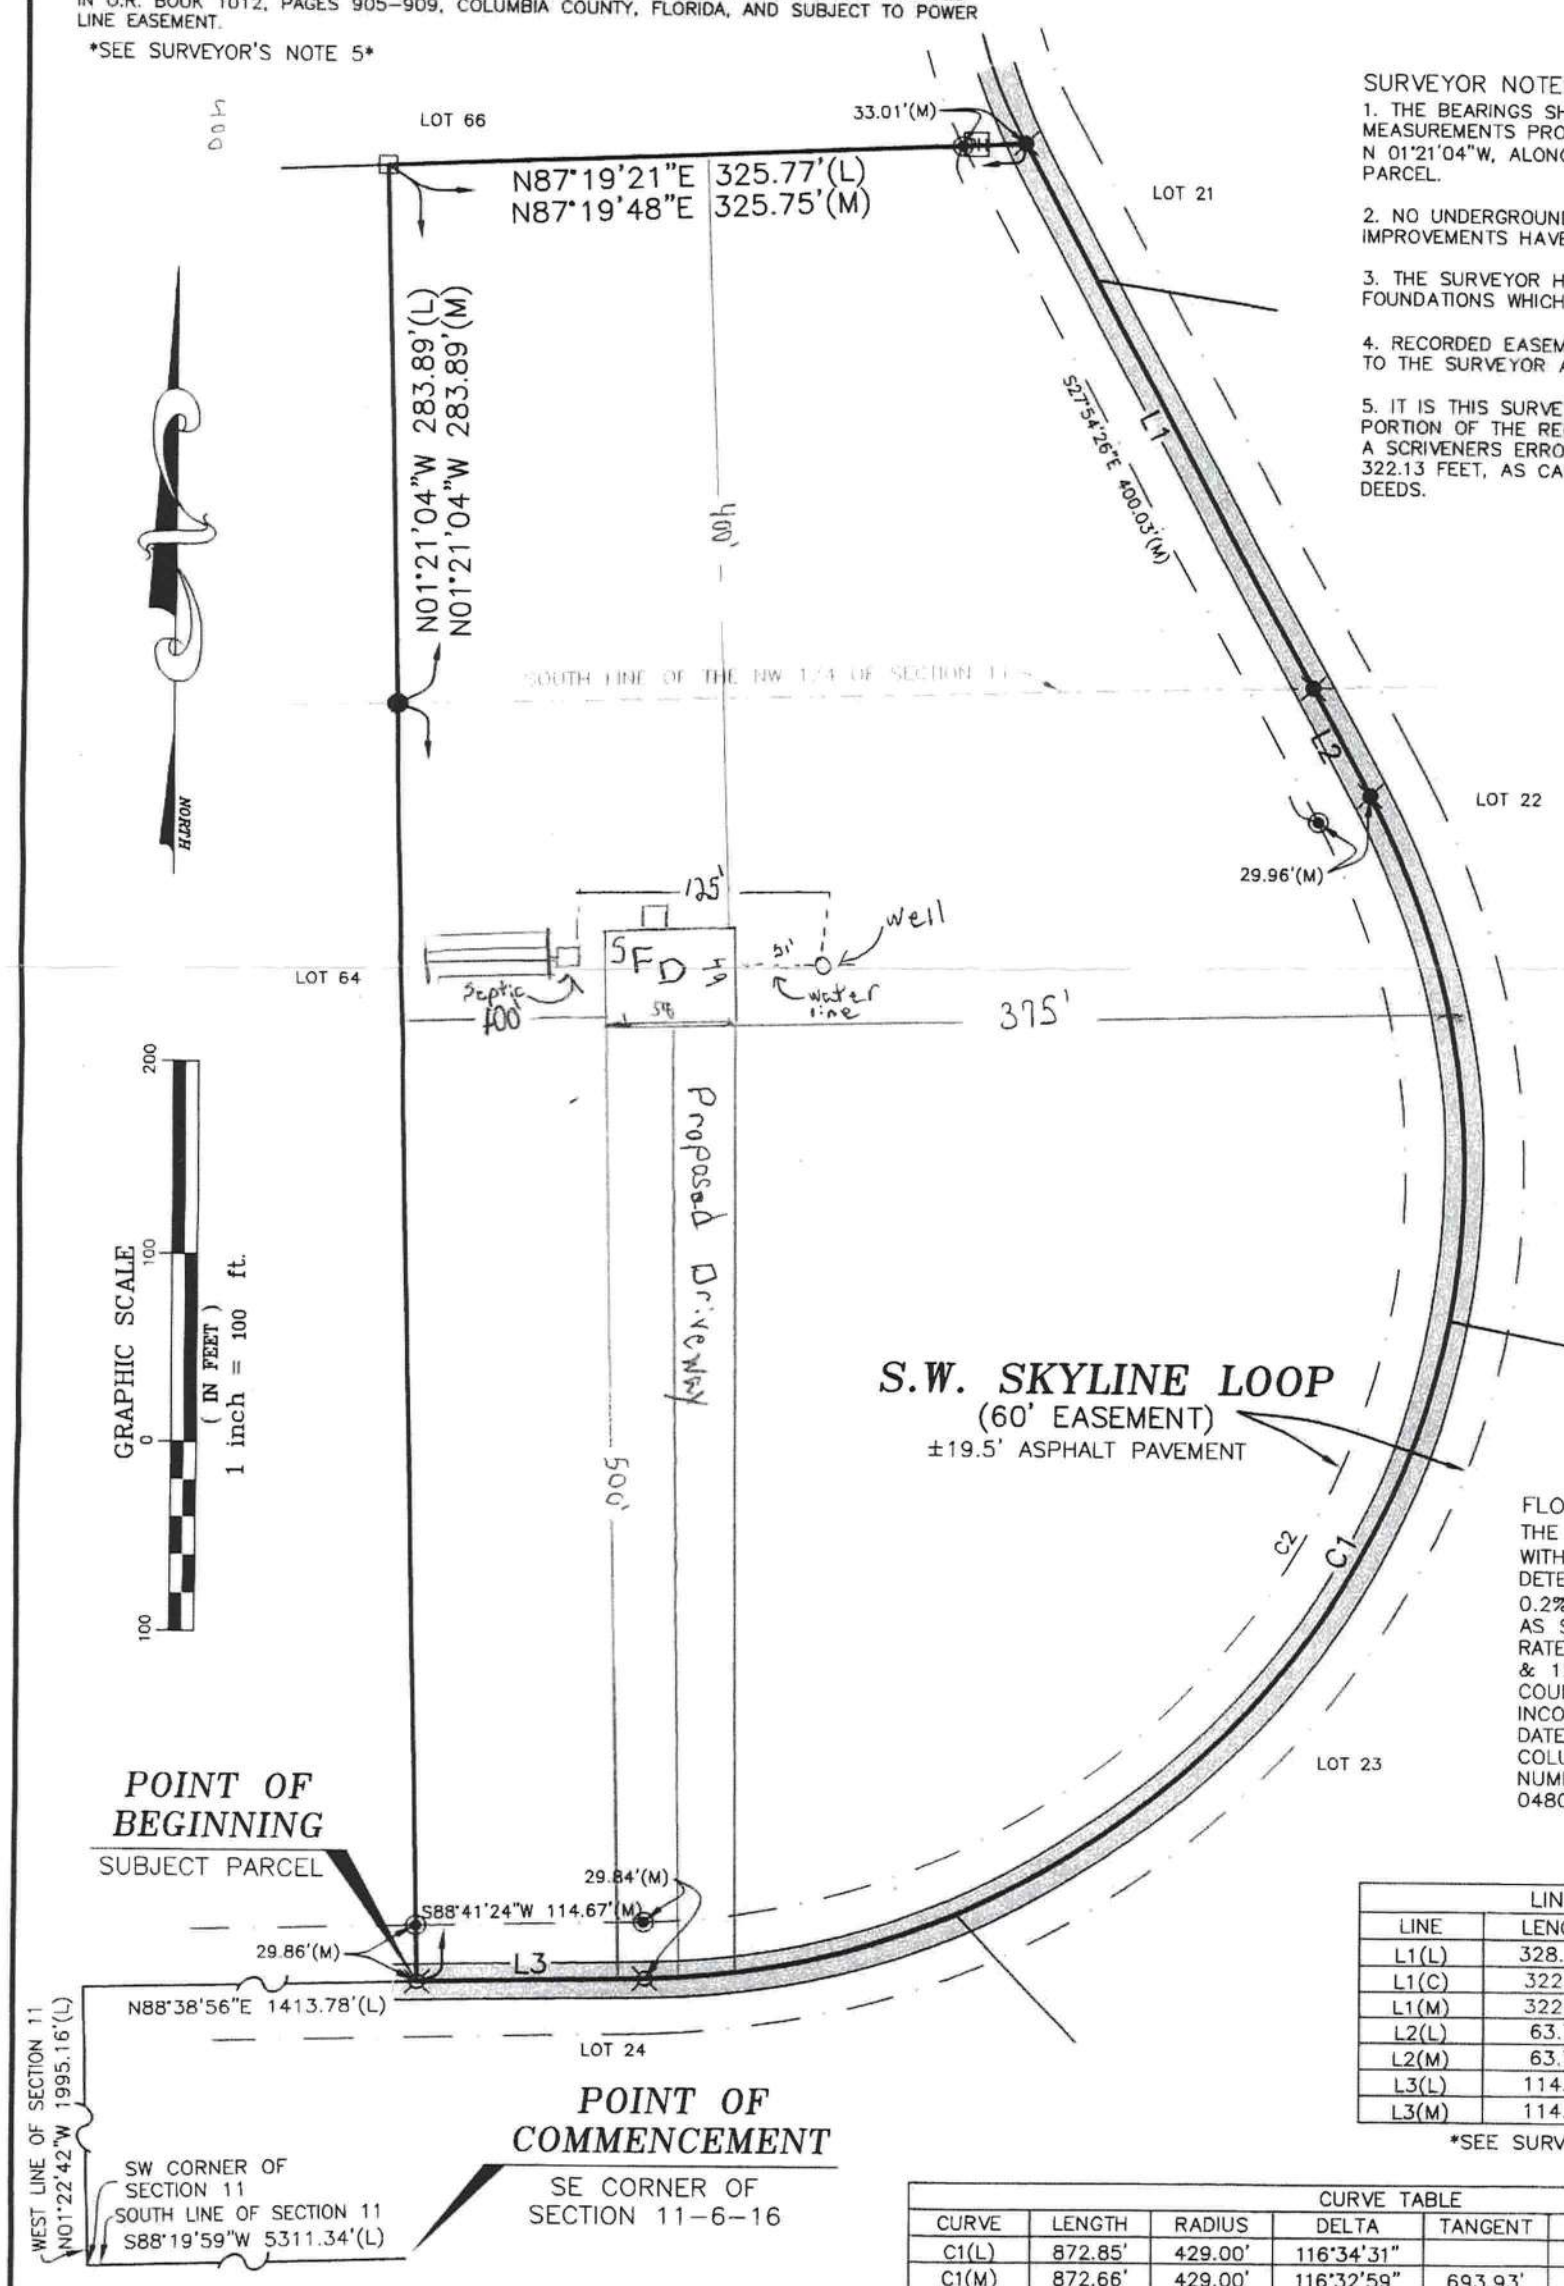 IN O.R. BOOK 1012, PAGES 905-909, COLUMBIA COUNTY, FLORIDA, AND SUBJECT TO POWER
LINE EASEMENT.
*SEE SURVEYOR'S NOTE 5*
400
LOT 66
33.01'(M)
N87°19'21"E 325.77'(L)
N87°19'48"E 325.75'(M)
LOT 21
SURVEYOR NOTE
1. THE BEARINGS SH
MEASUREMENTS PRO
N 01°21'04"W, ALONG
PARCEL.
2. NO UNDERGROUND
IMPROVEMENTS HAVE
3. THE SURVEYOR H
FOUNDATIONS WHICH
4. RECORDED EASEM
TO THE SURVEYOR A
5. IT IS THIS SURVE
PORTION OF THE RE
A SCRIVENERS ERRO
322.13 FEET, AS CA
DEEDS.
N01°21'04"W 283.89'(L)
N01°21'04"W 283.89'(M)
400'
S27°54'26"E 400.03'(M)
L1
SOUTH LINE OF THE NW 1/4 OF SECTION 11
L2
NORTH
LOT 22
29.96'(M)
125'
Well
LOT 64
SFD
49
51'
Septic
water
line
100'
58
375'
GRAPHIC SCALE
200
100
0
100
( IN FEET )
1 inch = 100 ft.
Proposed Driveway
500'
S.W. SKYLINE LOOP
(60' EASEMENT)
±19.5' ASPHALT PAVEMENT
C2
C1
FLO
THE
WITH
DETE
0.2%
AS S
RATE
& 1
COU
INCO
DATE
COLU
NUM
0480
LOT 23
POINT OF
BEGINNING
SUBJECT PARCEL
29.84'(M)
S88°41'24"W 114.67'(M)
29.86'(M)
L3
N88°38'56"E 1413.78'(L)
LOT 24
WEST LINE OF SECTION 11
N01°22'42"W 1995.16'(L)
POINT OF
COMMENCEMENT
SE CORNER OF
SECTION 11-6-16
SW CORNER OF
SECTION 11
SOUTH LINE OF SECTION 11
S88°19'59"W 5311.34'(L)
LIN
LINE LENG
L1(L) 328.
L1(C) 322
L1(M) 322
L2(L) 63.
L2(M) 63.
L3(L) 114.
L3(M) 114.
*SEE SURV
CURVE TABLE
CURVE LENGTH RADIUS DELTA TANGENT
C1(L) 872.85' 429.00' 116°34'31"
C1(M) 872.66' 429.00' 116°32'59" 693.93'